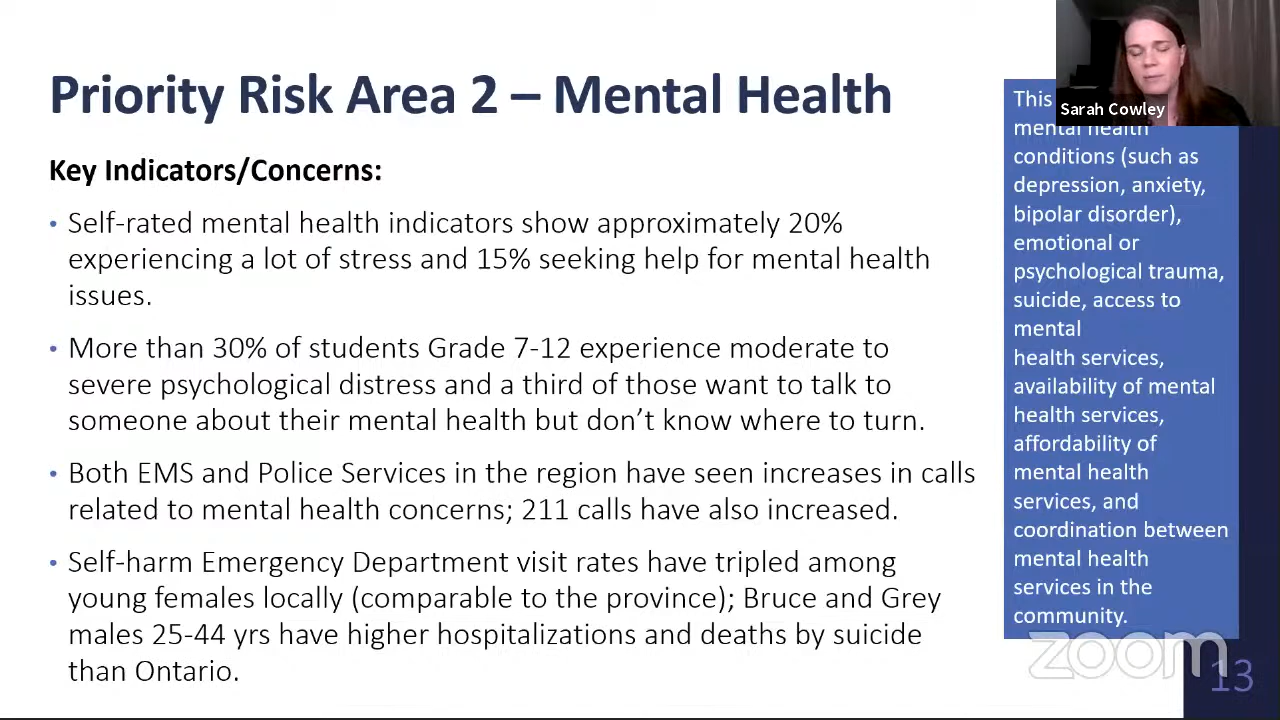 Priority Risk Area 2 – Mental Health
Key Indicators/Concerns:
• Self-rated mental health indicators show approximately 20%
experiencing a lot of stress and 15% seeking help for mental health
issues.
• More than 30% of students Grade 7-12 experience moderate to
severe psychological distress and a third of those want to talk to
someone about their mental health but don’t know where to turn.
• Both EMS and Police Services in the region have seen increases in calls
related to mental health concerns; 211 calls have also increased.
• Self-harm Emergency Department visit rates have tripled among
young females locally (comparable to the province); Bruce and Grey
males 25-44 yrs have higher hospitalizations and deaths by suicide
than Ontario.
Sarah Cowley
This
mental health
conditions (such as
depression, anxiety,
bipolar disorder),
emotional or
psychological trauma,
suicide, access to
mental
health services,
availability of mental
health services,
affordability of
mental health
services, and
coordination between
mental health
services in the
community.
zoom
13